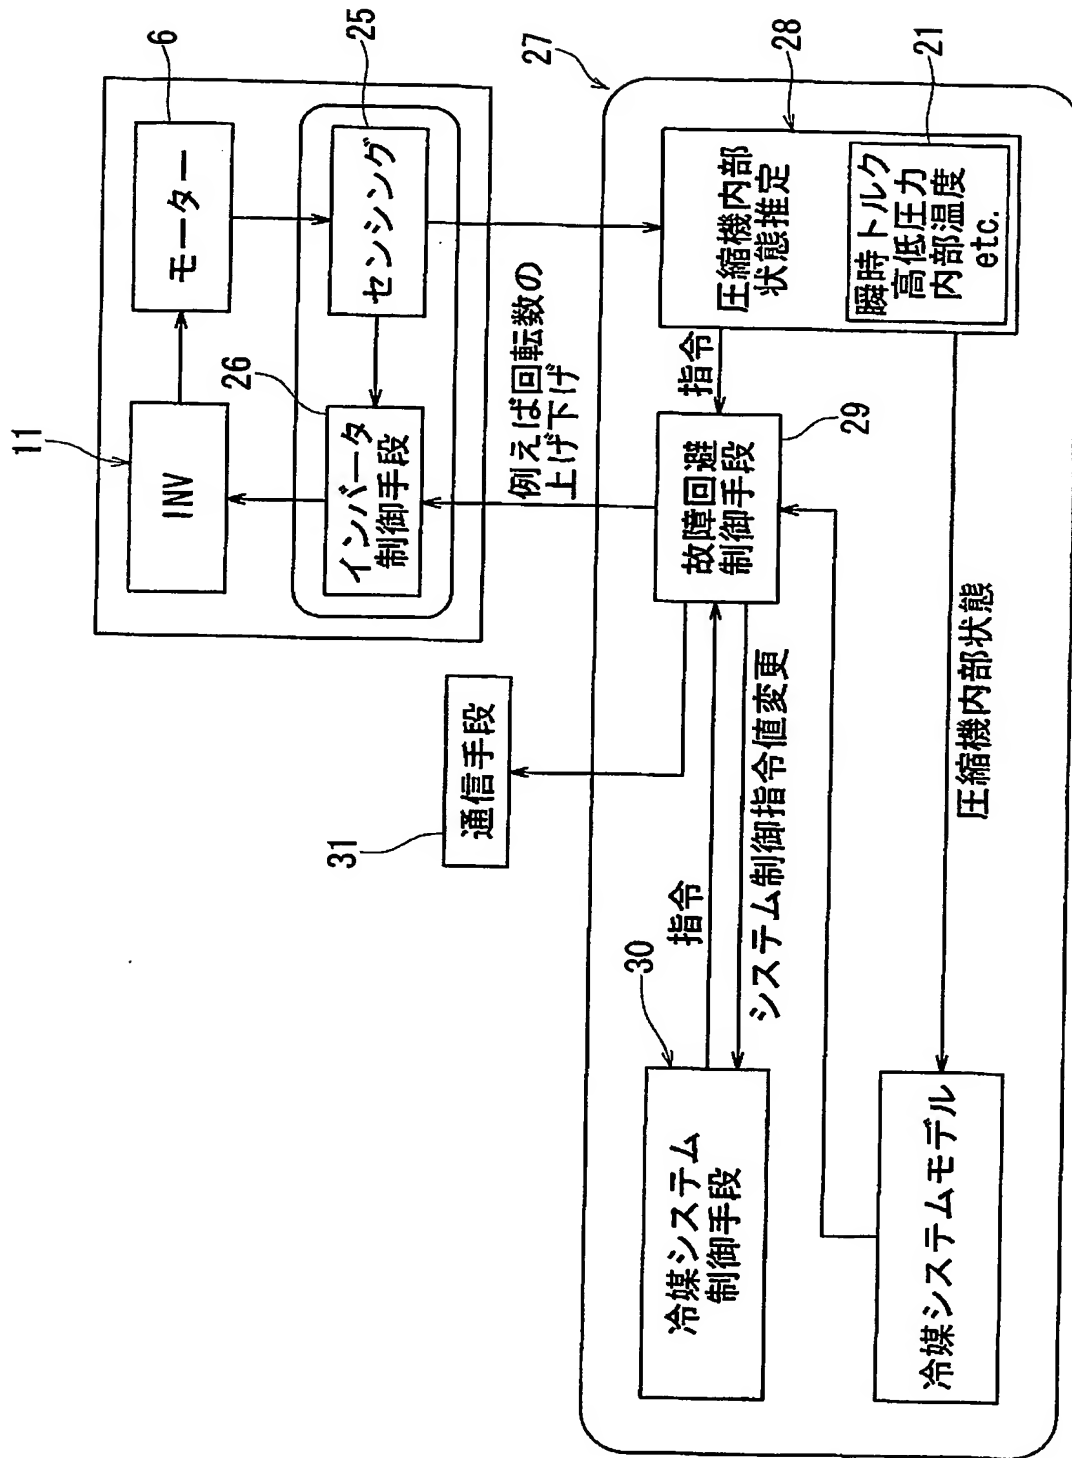 11
INV
モーター
6
26
インバータ
制御手段
センシング
25
31
通信手段
例えば回転数の
上げ下げ
27
30
冷媒システム
制御手段
指令
システム制御指令値変更
故障回避
制御手段
29
指令
圧縮機内部
状態推定
28
瞬時トルク
高低圧力
内部温度
etc.
21
圧縮機内部状態
冷媒システムモデル